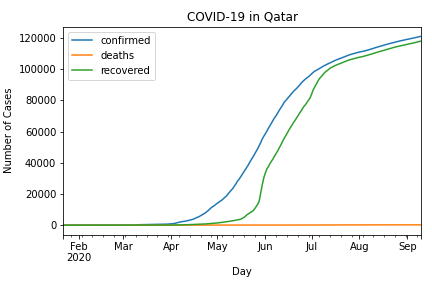 COVID-19 in Qatar
confirmed
deaths
recovered
Number of Cases
120000
100000
80000
60000
40000
20000
0
Feb Mar Apr May Jun Jul Aug Sep
2020
Day